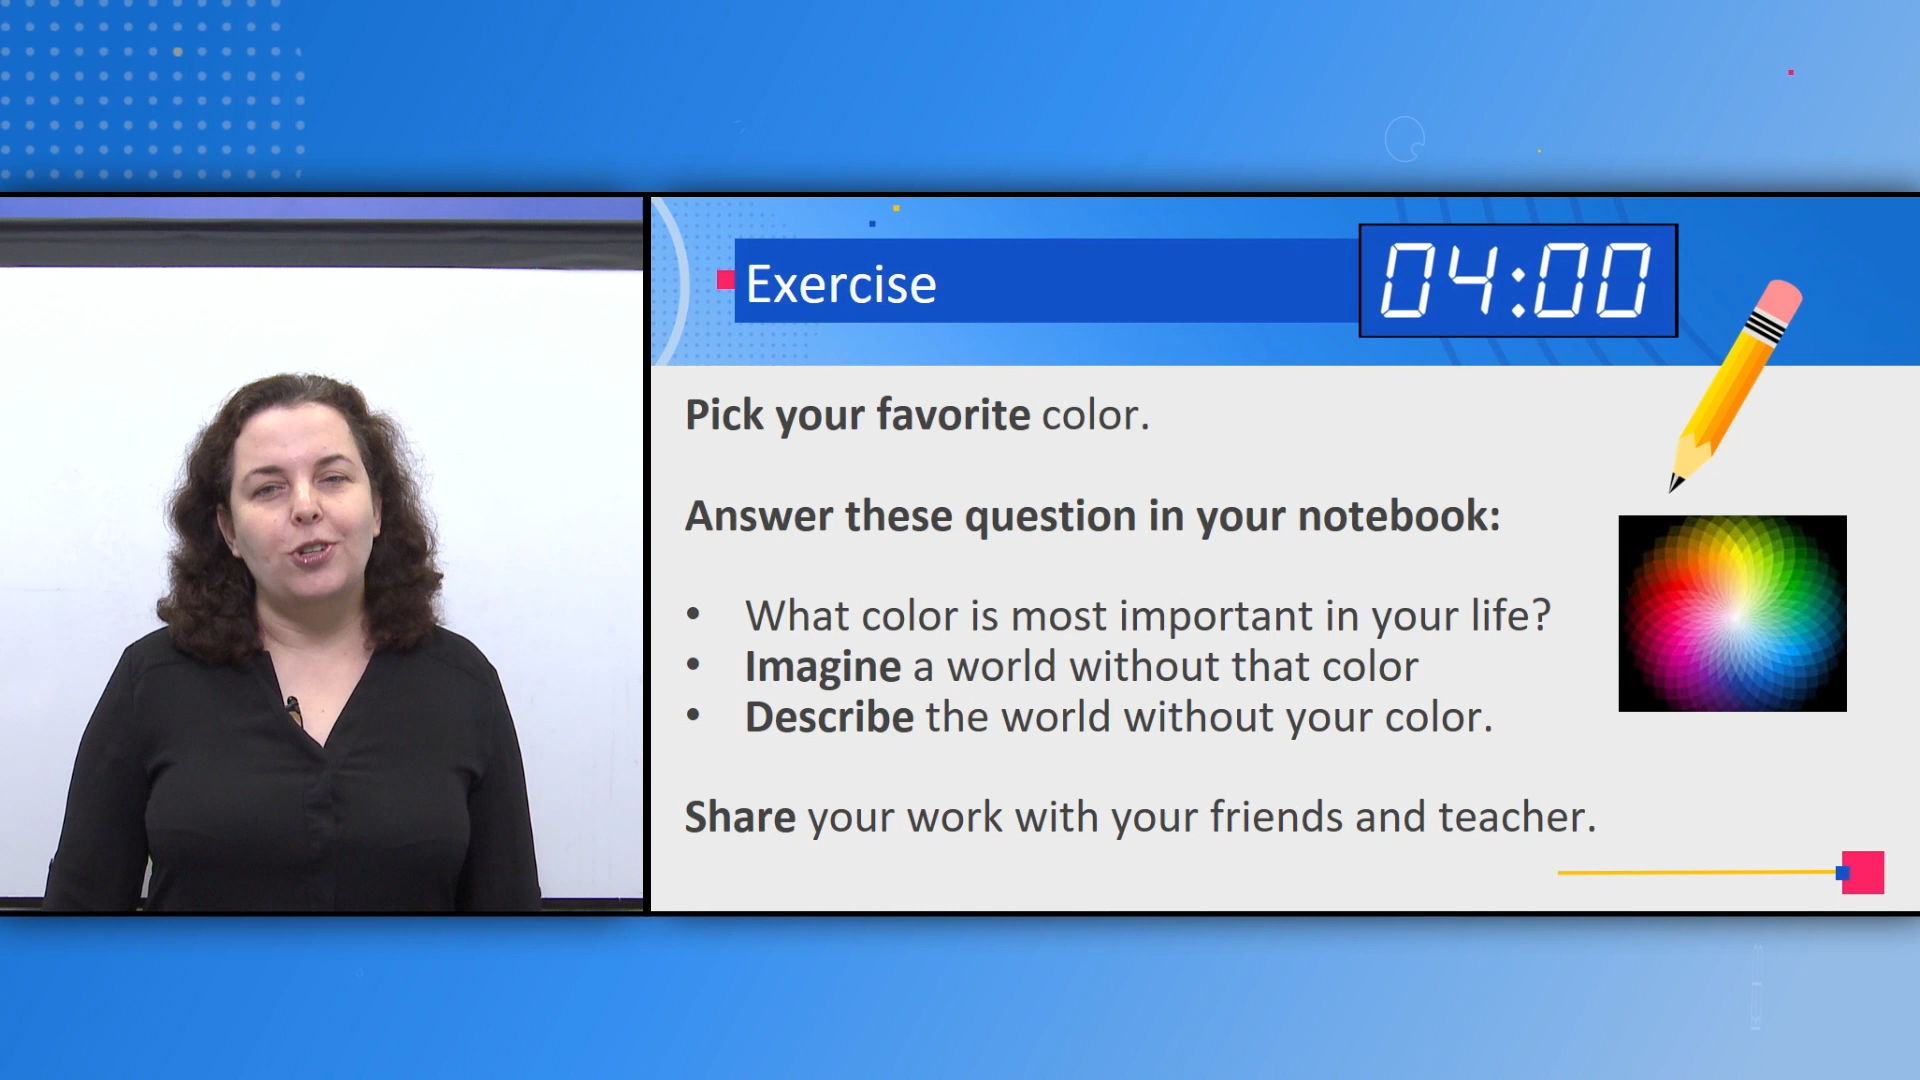 Exercise
04:00
Pick your favorite color.
Answer these question in your notebook:
• What color is most important in your life?
• Imagine a world without that color
• Describe the world without your color.
Share your work with your friends and teacher.